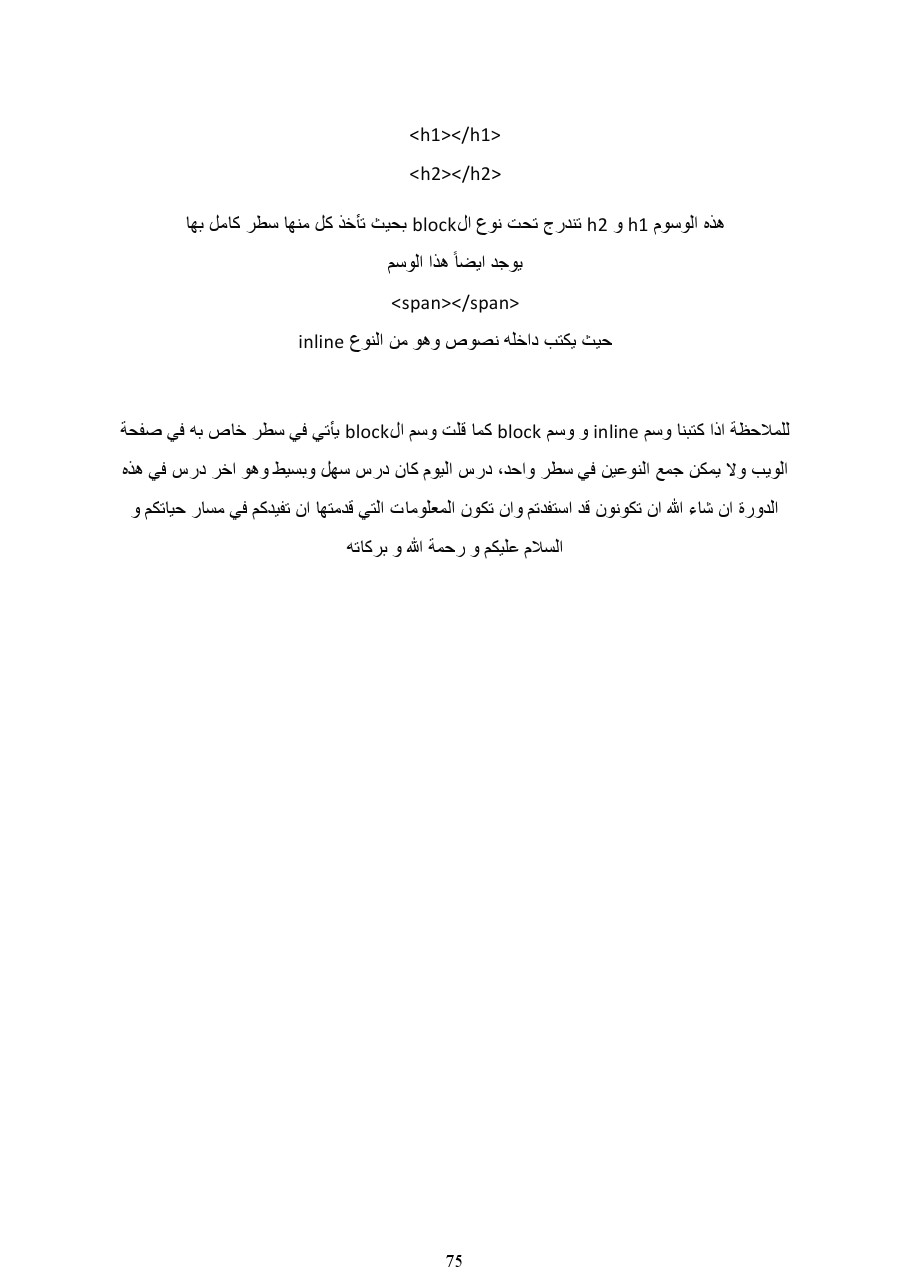 <h1></h1>
<h2></h2>
هذه الوسوم h1 و h2 تندرج تحت نوع الblock بحيث تأخذ كل منها سطر كامل بها
يوجد ايضاً هذا الوسم
<span></span>
حيث يكتب داخله نصوص وهو من النوع inline
للملاحظة اذا كتبنا وسم inline و وسم block كما قلت وسم الblock يأتي في سطر خاص به في صفحة
الويب ولا يمكن جمع النوعين في سطر واحد، درس اليوم كان درس سهل وبسيط وهو اخر درس في هذه
الدورة ان شاء الله ان تكونون قد استفدتم وان تكون المعلومات التي قدمتها ان تفيدكم في مسار حياتكم و
السلام عليكم و رحمة الله و بركاته
75